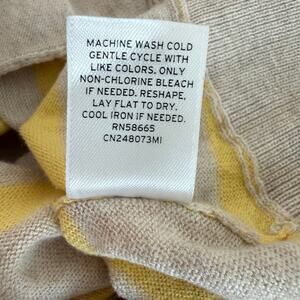 MACHINE WASH COLD
GENTLE CYCLE WITH
LIKE COLORS. ONLY
NON-CHLORINE BLEACH
IF NEEDED. RESHAPE,
LAY FLAT TO DRY.
COOL IRON IF NEEDED.
RN58665
CN248073MI